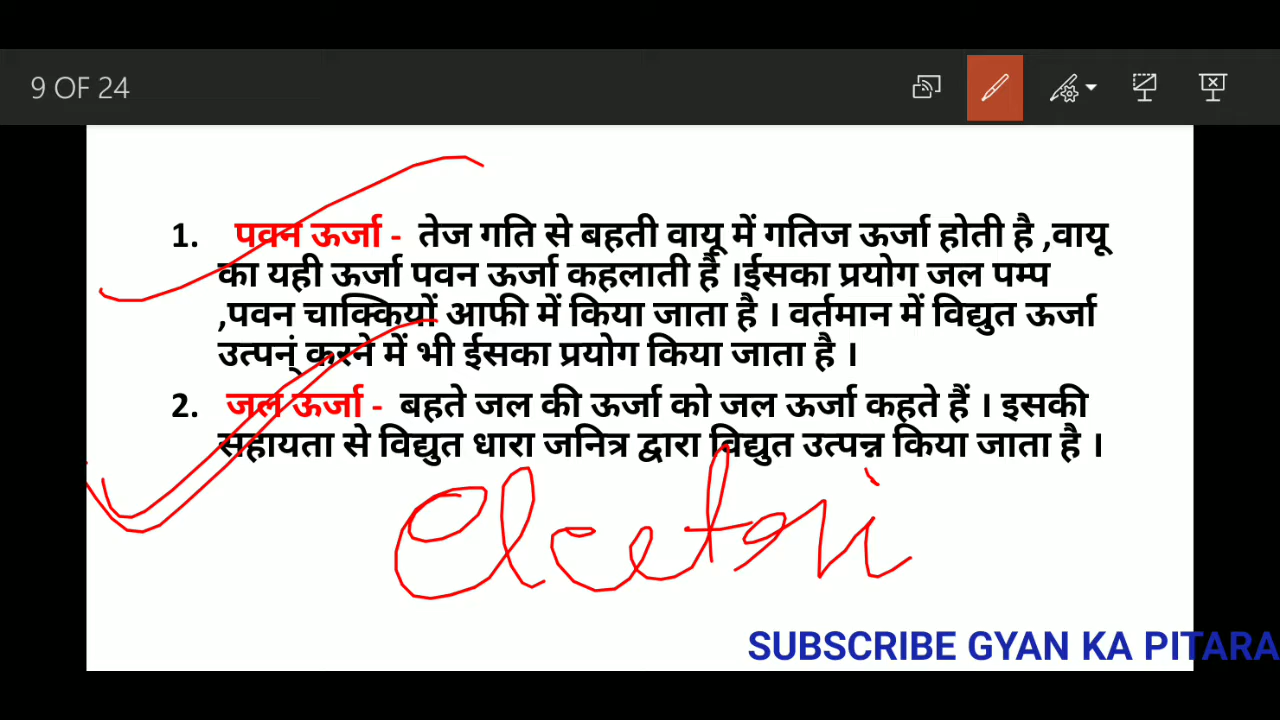 9 OF 24
1. पवन ऊर्जा - तेज गति से बहती वायू में गतिज ऊर्जा होती है ,वायू
का यही ऊर्जा पवन ऊर्जा कहलाती है ।ईसका प्रयोग जल पम्प
,पवन चाक्कियों आफी में किया जाता है । वर्तमान में विद्युत ऊर्जा
उत्पनं् करने में भी ईसका प्रयोग किया जाता है ।
2. जल ऊर्जा - बहते जल की ऊर्जा को जल ऊर्जा कहते हैं । इसकी
सहायता से विद्युत धारा जनित्र द्वारा विद्युत उत्पन्न किया जाता है ।
SUBSCRIBE GYAN KA PITARA